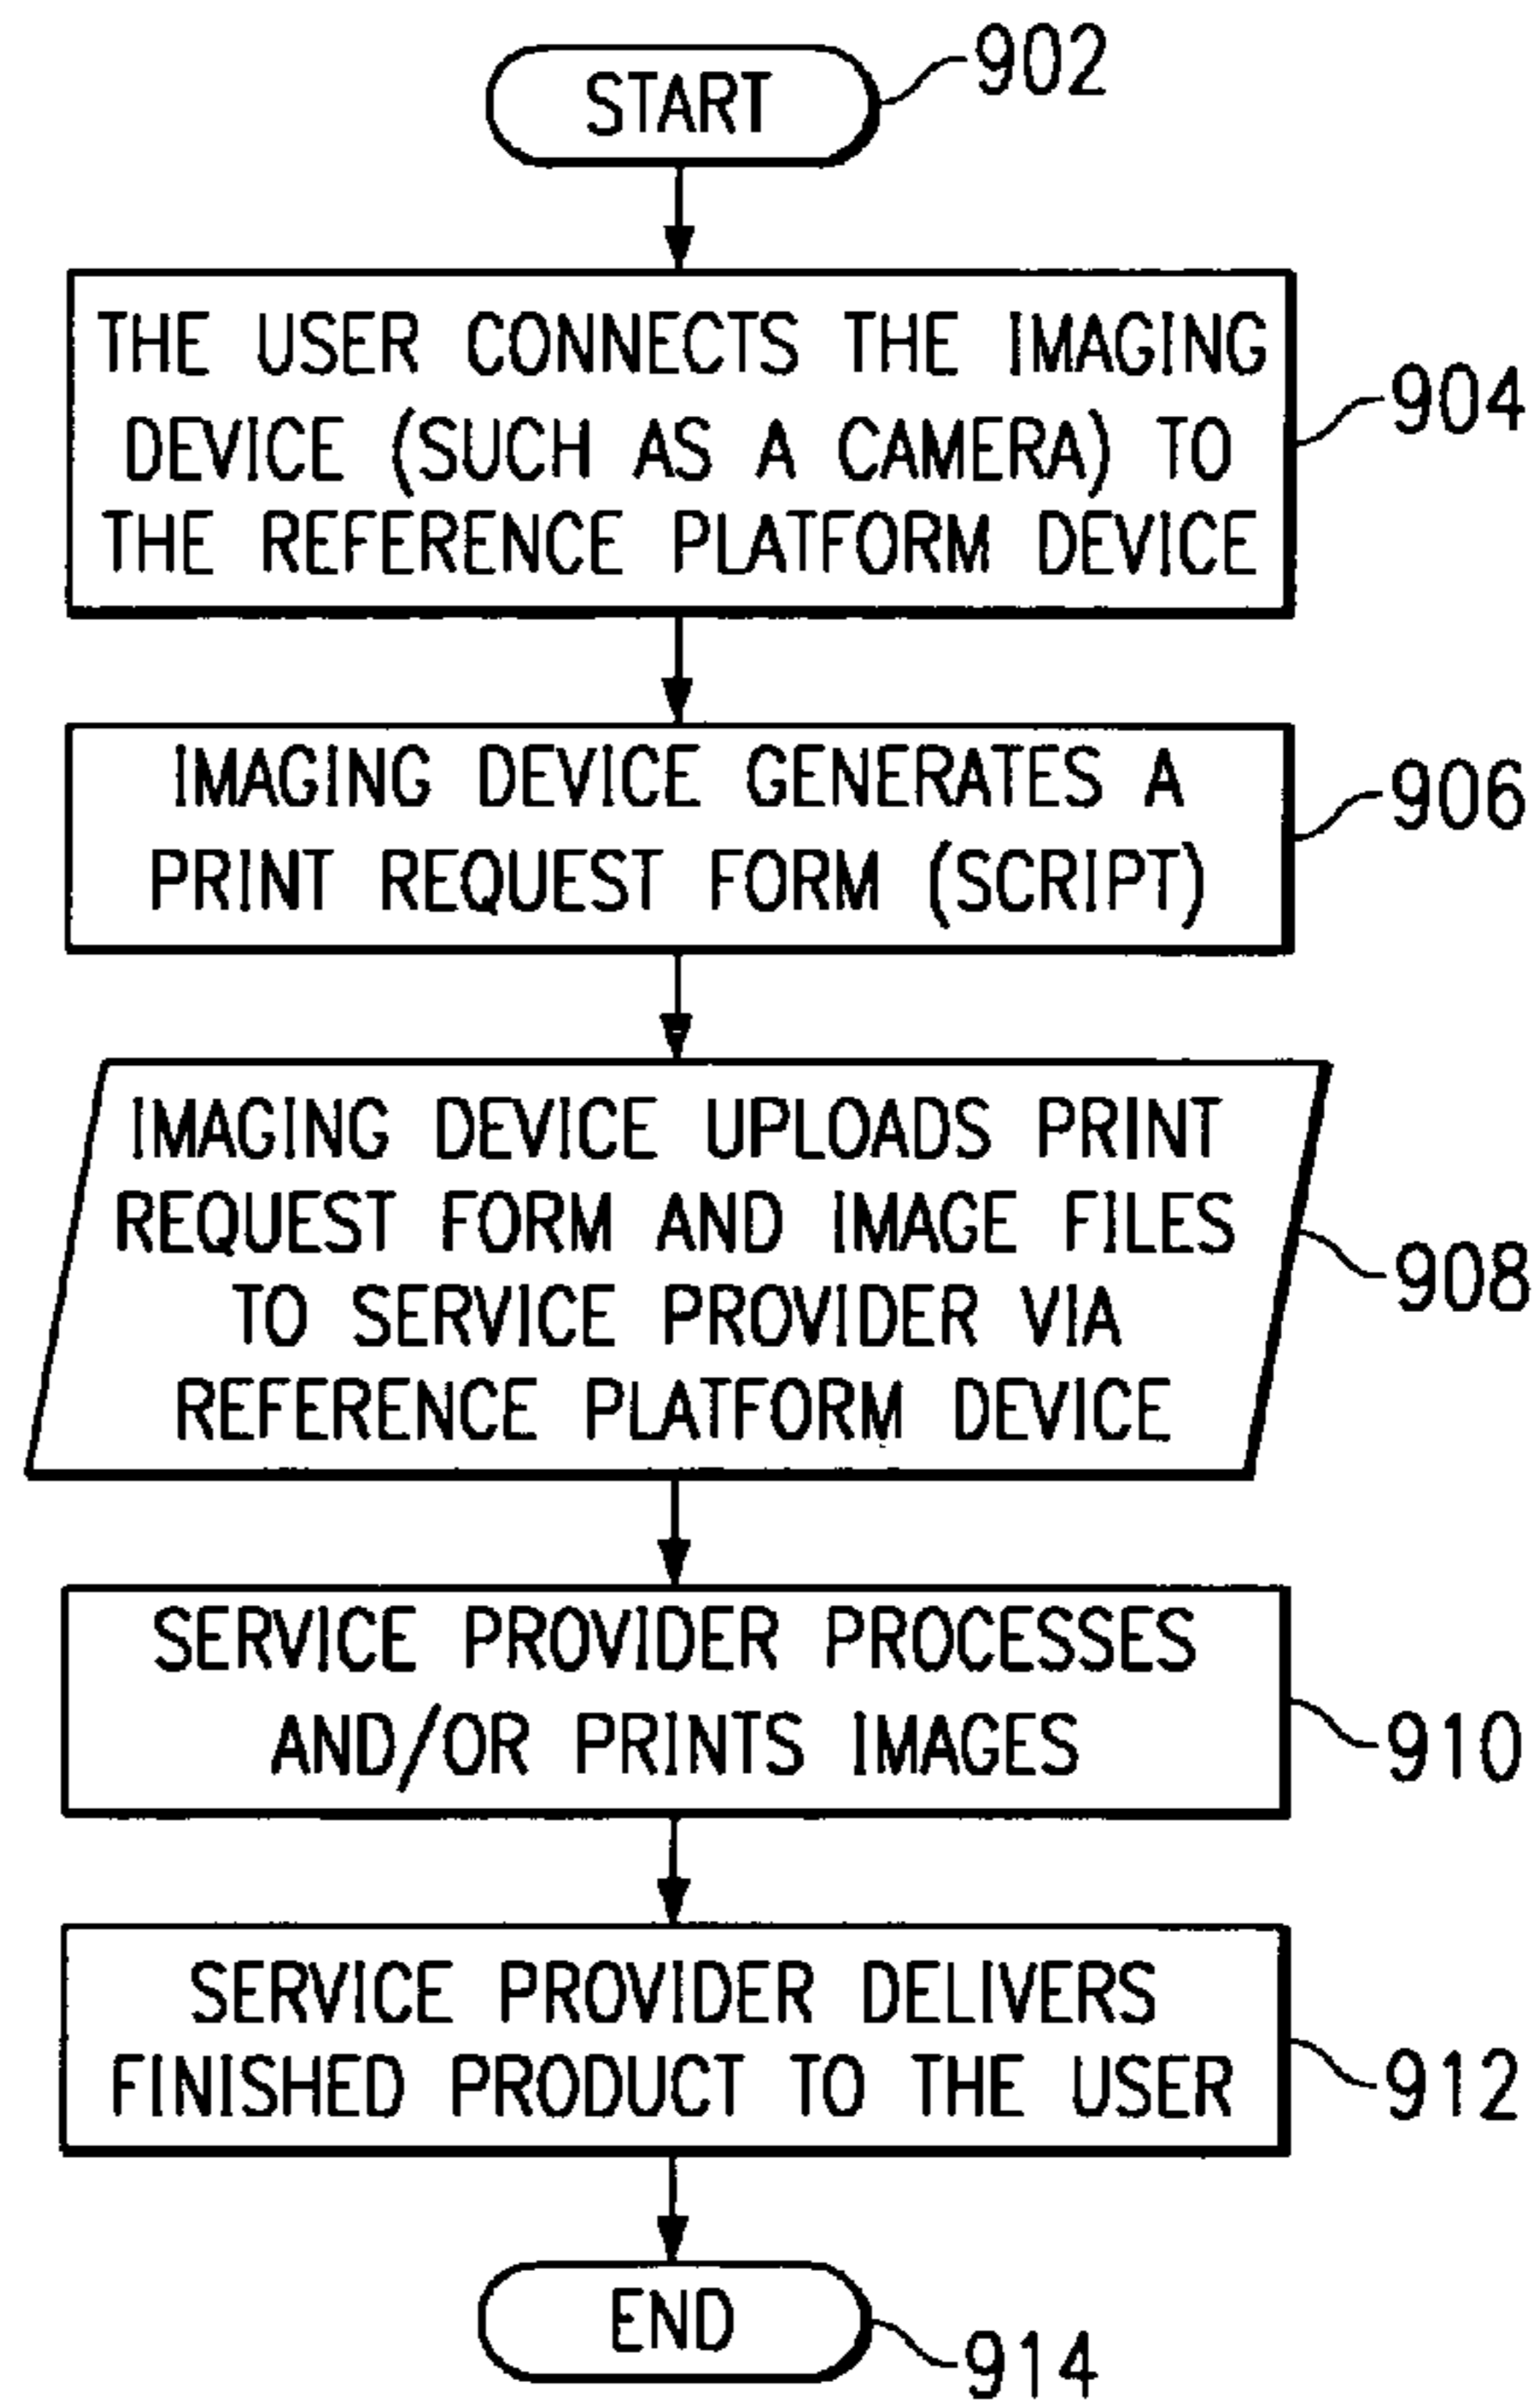 START
902
THE USER CONNECTS THE IMAGING
DEVICE (SUCH AS A CAMERA) TO
THE REFERENCE PLATFORM DEVICE
904
IMAGING DEVICE GENERATES A
PRINT REQUEST FORM (SCRIPT)
906
IMAGING DEVICE UPLOADS PRINT
REQUEST FORM AND IMAGE FILES
TO SERVICE PROVIDER VIA
REFERENCE PLATFORM DEVICE
908
SERVICE PROVIDER PROCESSES
AND/OR PRINTS IMAGES
910
SERVICE PROVIDER DELIVERS
FINISHED PRODUCT TO THE USER
912
END
914